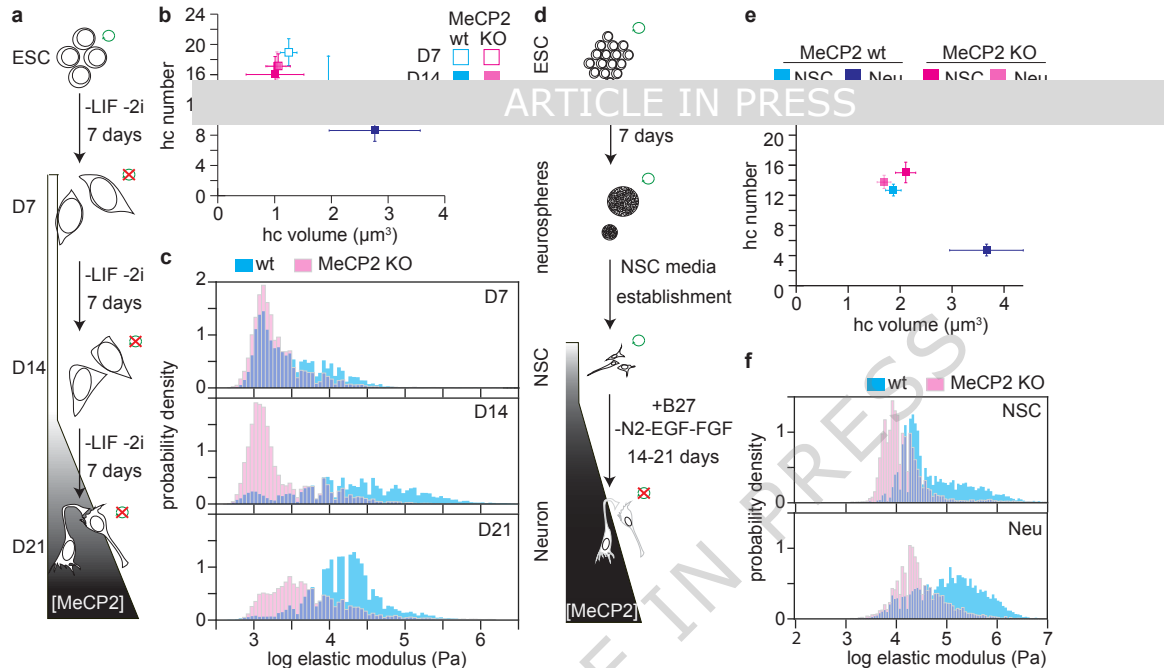 a
ESC
-LIF -2i
7 days
D7
-LIF -2i
7 days
D14
-LIF -2i
7 days
D21
[MeCP2]
b
hc number
24
20
16
8
4
0
0 1 2 3 4
hc volume (μm³)
MeCP2
wt KO
D7
D14
c
wt MeCP2 KO
probability density
2
1
0
D7
1
0
D14
1
0
D21
3 4 5 6
log elastic modulus (Pa)
d
ESC
7 days
neurospheres
NSC media
establishment
NSC
+B27
-N2-EGF-FGF
14-21 days
Neuron
[MeCP2]
e
MeCP2 wt MeCP2 KO
NSC Neu NSC Neu
ARTICLE IN PRESS
hc number
16
12
8
4
0
0 1 2 3 4
hc volume (μm³)
f
wt MeCP2 KO
probability density
NSC
1
0
Neu
1
0
2 3 4 5 6 7
log elastic modulus (Pa)
E IN PRESS